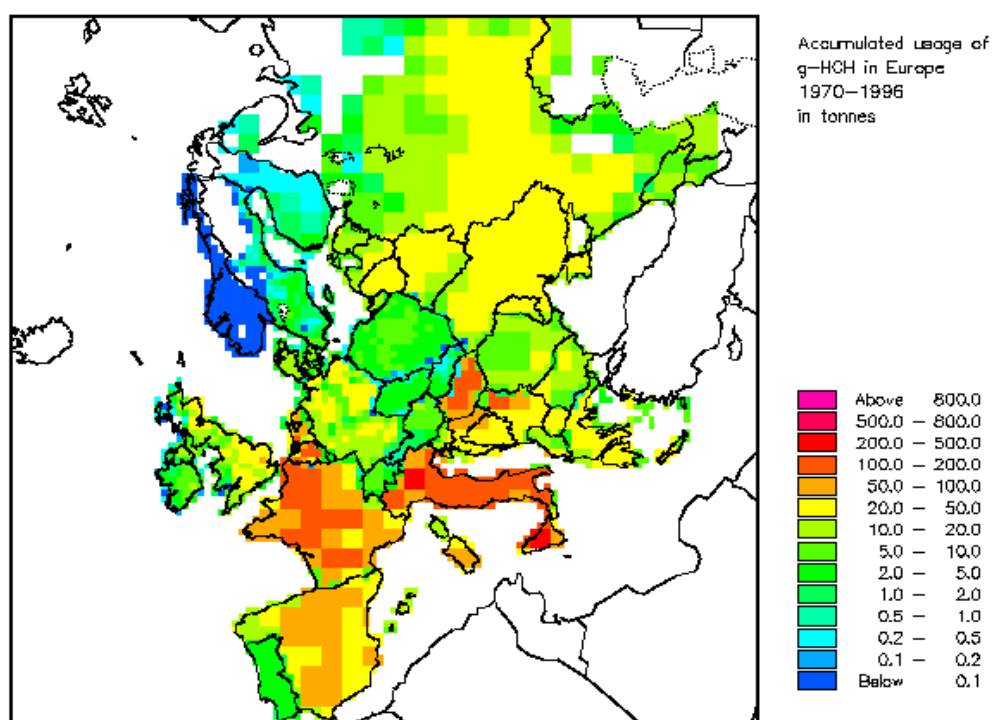 Accumulated usage of
g-HCH in Europe
1970-1996
in tonnes
Above 800.0
500.0 - 800.0
200.0 - 500.0
100.0 - 200.0
50.0 - 100.0
20.0 - 50.0
10.0 - 20.0
5.0 - 10.0
2.0 - 5.0
1.0 - 2.0
0.5 - 1.0
0.2 - 0.5
0.1 - 0.2
Below 0.1